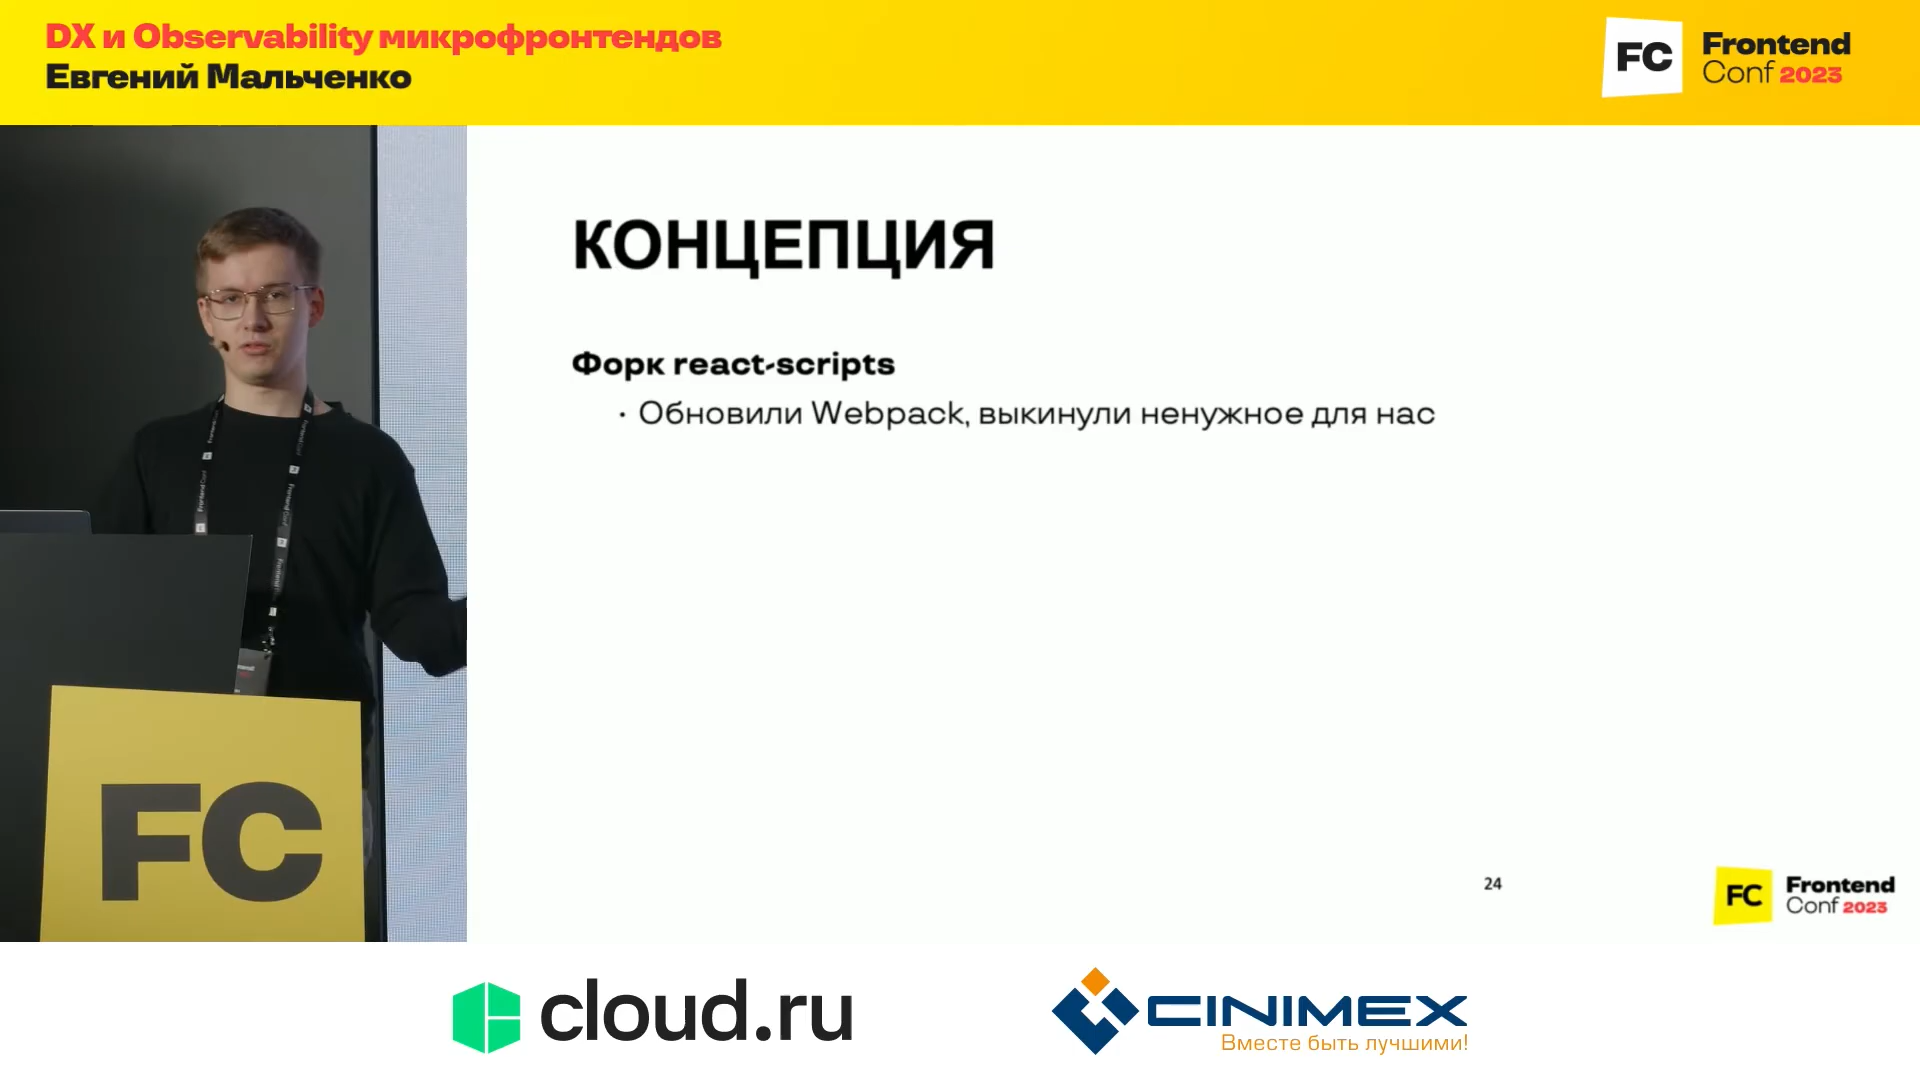 DX и Observability микрофронтендов
Евгений Мальченко
FC
Frontend
Conf 2023
КОНЦЕПЦИЯ
Форк react-scripts
· Обновили Webpack, выкинули ненужное для нас
FC
24
FC
Frontend
Conf 2023
cloud.ru
CINIMEX
Вместе быть лучшими!